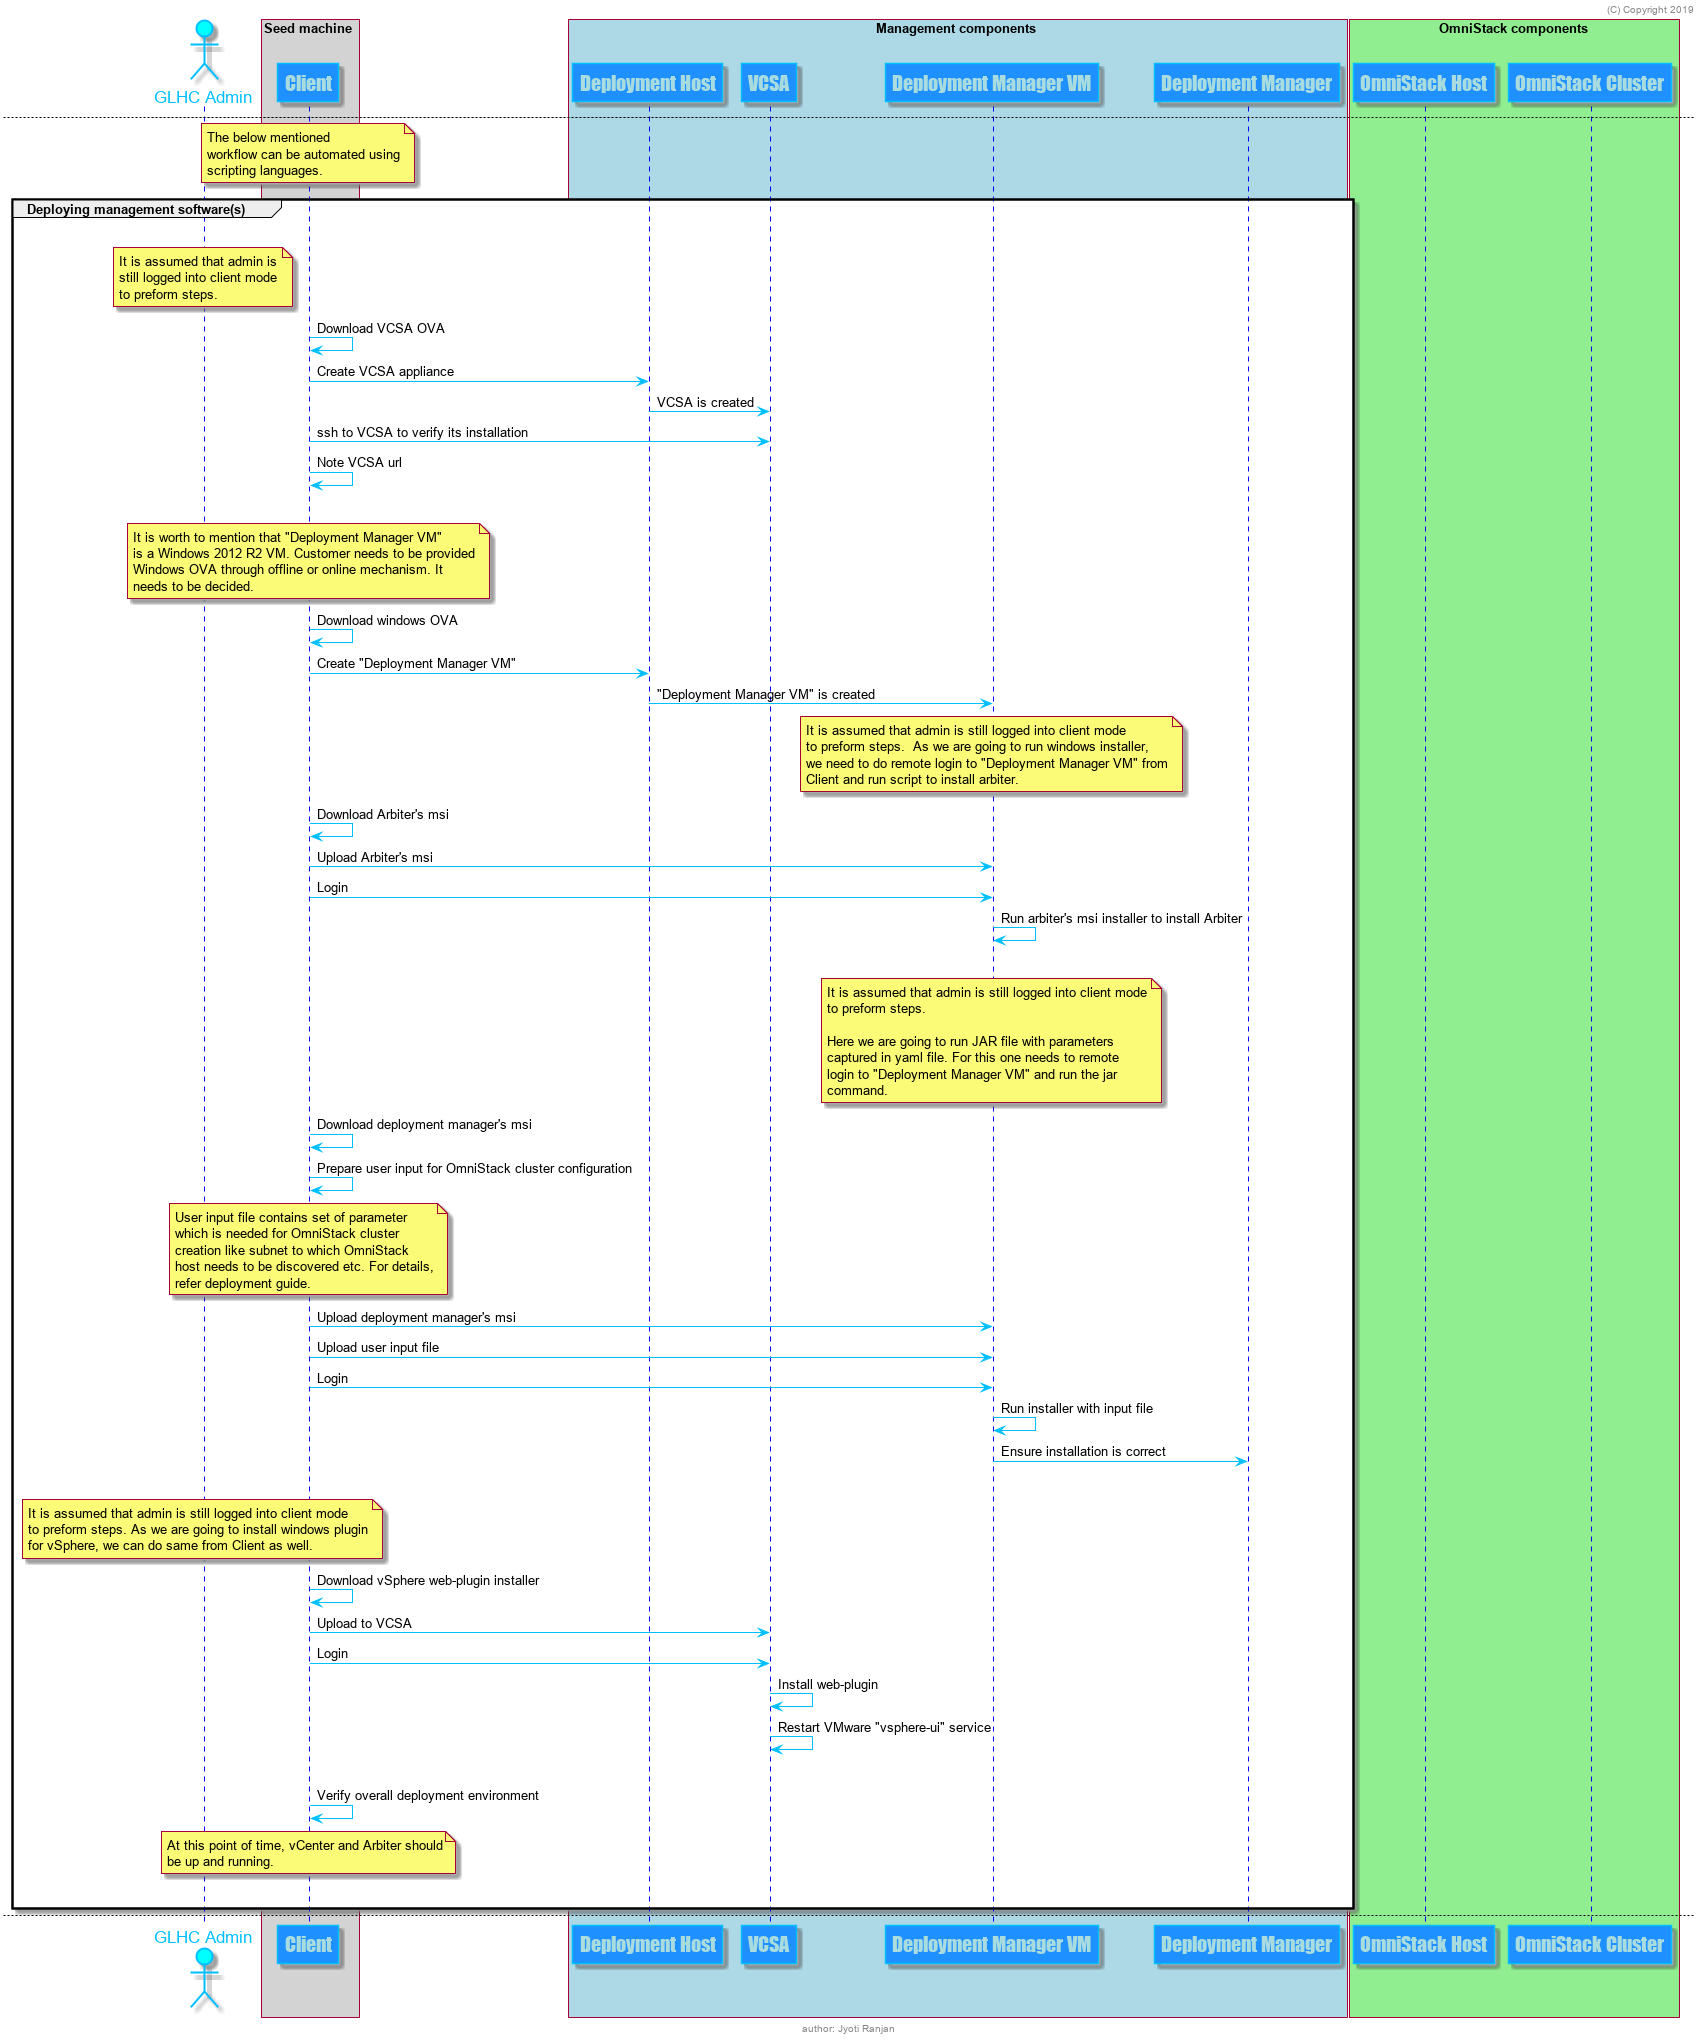 (C) Copyright 2019
Seed machine
Management components
OmniStack components
GLHC Admin
Client
Deployment Host
VCSA
Deployment Manager VM
Deployment Manager
OmniStack Host
OmniStack Cluster
The below mentioned
workflow can be automated using
scripting languages.
Deploying management software(s)
It is assumed that admin is
still logged into client mode
to preform steps.
Download VCSA OVA
Create VCSA appliance
VCSA is created
ssh to VCSA to verify its installation
Note VCSA url
It is worth to mention that "Deployment Manager VM"
is a Windows 2012 R2 VM. Customer needs to be provided
Windows OVA through offline or online mechanism. It
needs to be decided.
Download windows OVA
Create "Deployment Manager VM"
"Deployment Manager VM" is created
It is assumed that admin is still logged into client mode
to preform steps.  As we are going to run windows installer,
we need to do remote login to "Deployment Manager VM" from
Client and run script to install arbiter.
Download Arbiter's msi
Upload Arbiter's msi
Login
Run arbiter's msi installer to install Arbiter
It is assumed that admin is still logged into client mode
to preform steps.
Here we are going to run JAR file with parameters
captured in yaml file. For this one needs to remote
login to "Deployment Manager VM" and run the jar
command.
Download deployment manager's msi
Prepare user input for OmniStack cluster configuration
User input file contains set of parameter
which is needed for OmniStack cluster
creation like subnet to which OmniStack
host needs to be discovered etc. For details,
refer deployment guide.
Upload deployment manager's msi
Upload user input file
Login
Run installer with input file
Ensure installation is correct
It is assumed that admin is still logged into client mode
to preform steps. As we are going to install windows plugin
for vSphere, we can do same from Client as well.
Download vSphere web-plugin installer
Upload to VCSA
Login
Install web-plugin
Restart VMware "vsphere-ui" service
Verify overall deployment environment
At this point of time, vCenter and Arbiter should
be up and running.
GLHC Admin
Client
Deployment Host
VCSA
Deployment Manager VM
Deployment Manager
OmniStack Host
OmniStack Cluster
author: Jyoti Ranjan